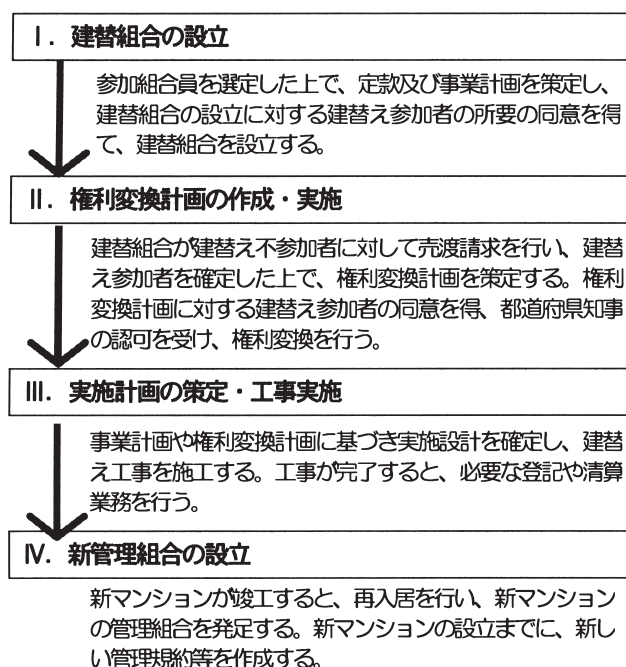 Ⅰ．建替組合の設立
参加組合員を選定した上で、定款及び事業計画を策定し、
建替組合の設立に対する建替え参加者の所要の同意を得
て、建替組合を設立する。
Ⅱ．権利変換計画の作成・実施
建替組合が建替え不参加者に対して売渡請求を行い、建替
え参加者を確定した上で、権利変換計画を策定する。権利
変換計画に対する建替え参加者の同意を得、都道府県知事
の認可を受け、権利変換を行う。
Ⅲ．実施計画の策定・工事実施
事業計画や権利変換計画に基づき実施設計を確定し、建替
え工事を施工する。工事が完了すると、必要な登記や清算
業務を行う。
Ⅳ．新管理組合の設立
新マンションが竣工すると、再入居を行い、新マンション
の管理組合を発足する。新マンションの設立までに、新し
い管理規約等を作成する。